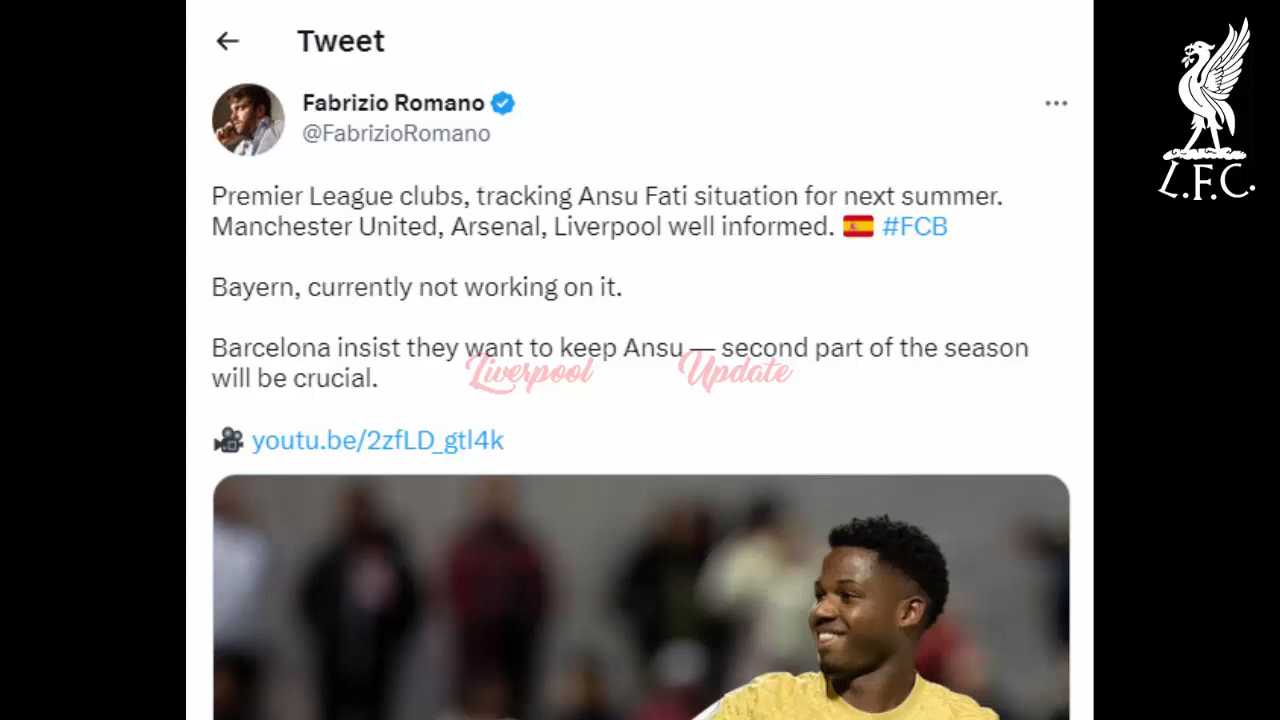 Tweet
Fabrizio Romano
@FabrizioRomano
Premier League clubs, tracking Ansu Fati situation for next summer.
Manchester United, Arsenal, Liverpool well informed. 🇪🇸 #FCB
Bayern, currently not working on it.
Barcelona insist they want to keep Ansu — second part of the season
will be crucial.
Liverpool Update
🎥 youtu.be/2zfLD_gtl4k
L.F.C.